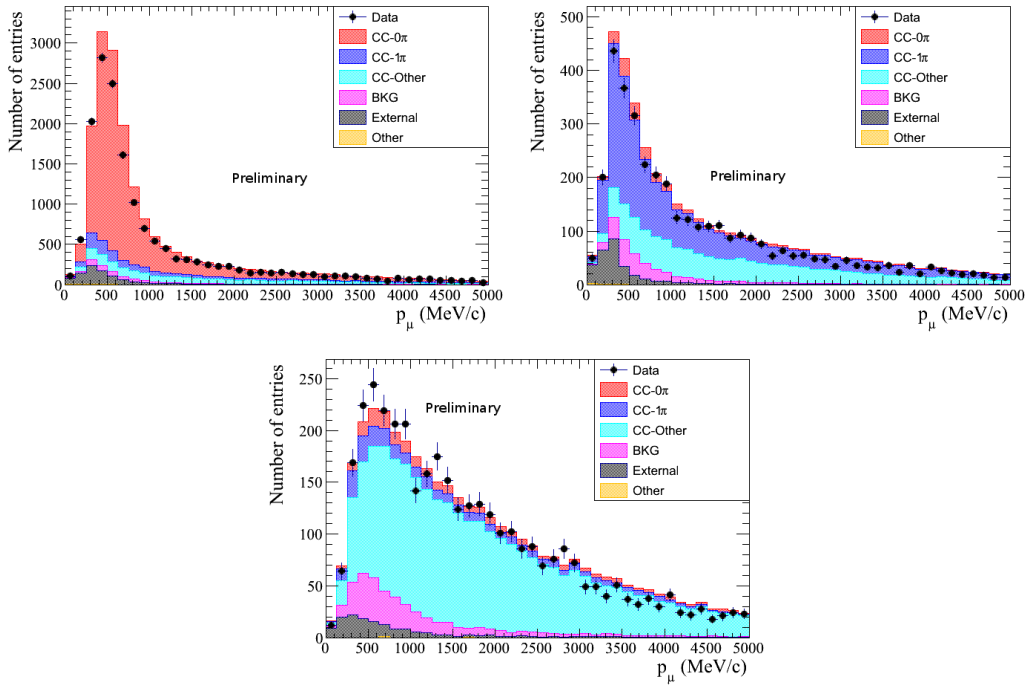 Number of entries
3000
2500
2000
1500
1000
500
0
Data
CC-0π
CC-1π
CC-Other
BKG
External
Other
Preliminary
0 500 1000 1500 2000 2500 3000 3500 4000 4500 5000
pμ (MeV/c)
Number of entries
500
400
300
200
100
0
Data
CC-0π
CC-1π
CC-Other
BKG
External
Other
Preliminary
0 500 1000 1500 2000 2500 3000 3500 4000 4500 5000
pμ (MeV/c)
Number of entries
250
200
150
100
50
0
Data
CC-0π
CC-1π
CC-Other
BKG
External
Other
Preliminary
0 500 1000 1500 2000 2500 3000 3500 4000 4500 5000
pμ (MeV/c)